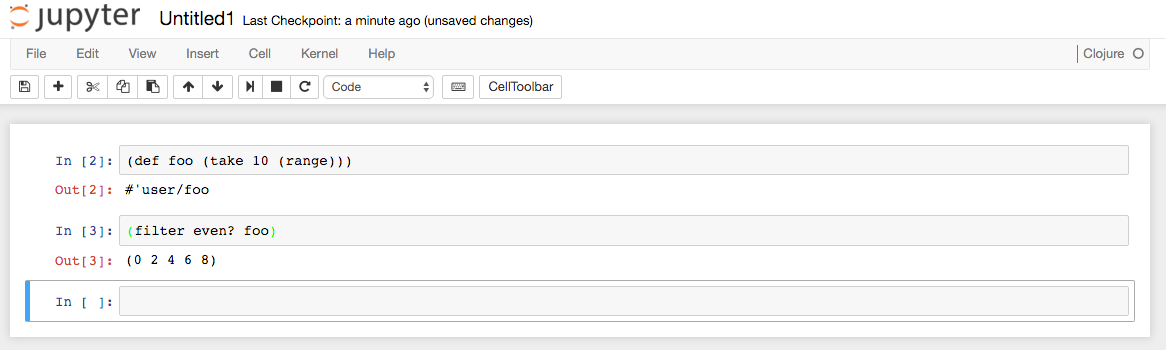 jupyter Untitled1 Last Checkpoint: a minute ago (unsaved changes)
File Edit View Insert Cell Kernel Help Clojure
Code CellToolbar
In [2]: (def foo (take 10 (range)))
Out[2]: #'user/foo
In [3]: (filter even? foo)
Out[3]: (0 2 4 6 8)
In [ ]: